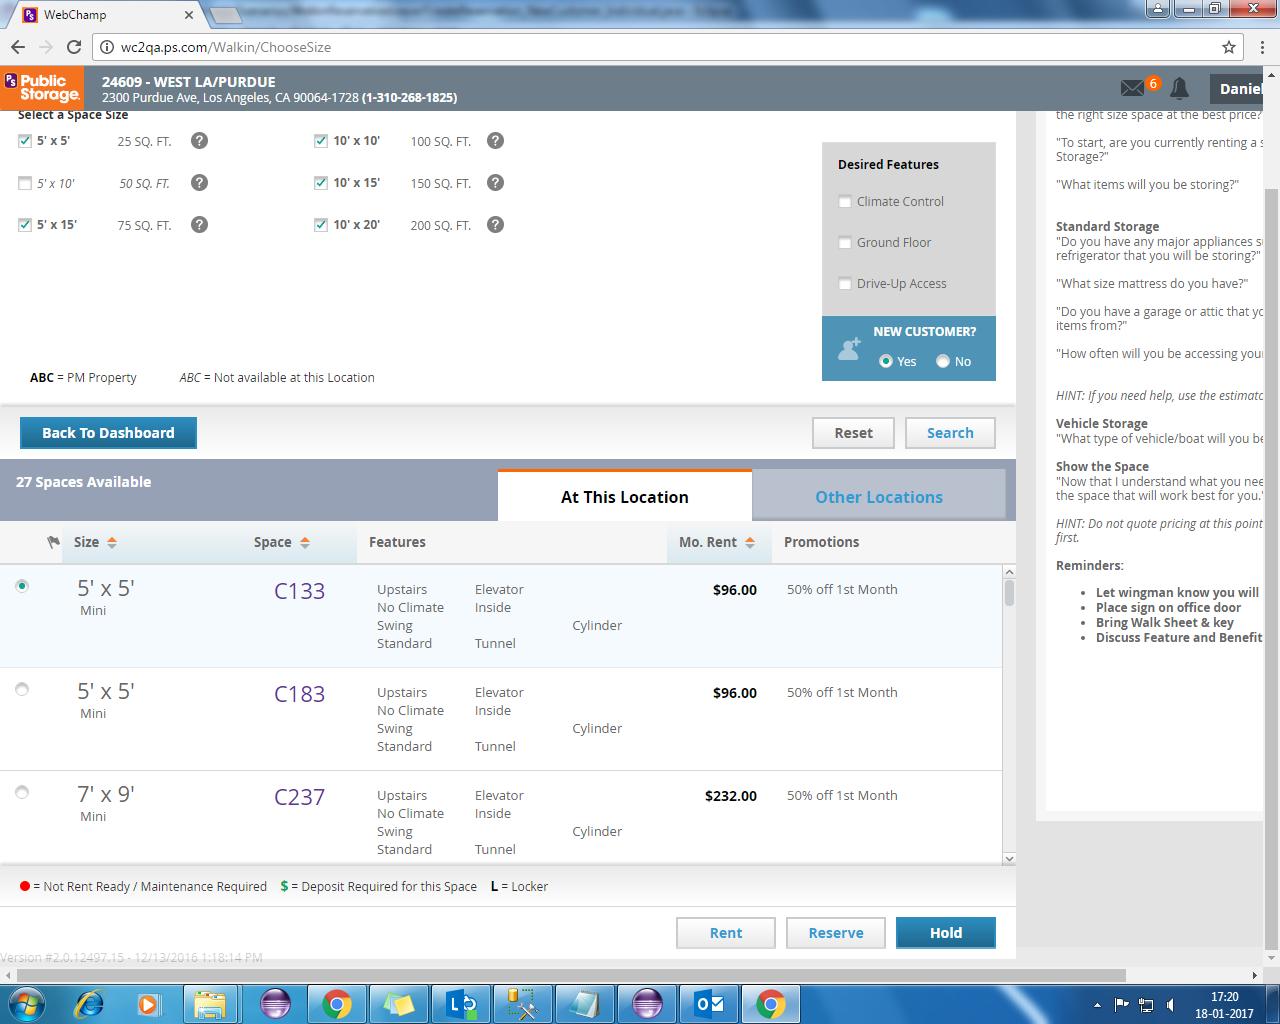 WebChamp
wc2qa.ps.com/Walkin/ChooseSize
PS Public Storage.
24609 - WEST LA/PURDUE
2300 Purdue Ave, Los Angeles, CA 90064-1728 (1-310-268-1825)
6
Daniel
Select a Space Size
5' x 5' 25 SQ. FT. ? 10' x 10' 100 SQ. FT. ?
5' x 10' 50 SQ. FT. ? 10' x 15' 150 SQ. FT. ?
5' x 15' 75 SQ. FT. ? 10' x 20' 200 SQ. FT. ?
Desired Features
Climate Control
Ground Floor
Drive-Up Access
NEW CUSTOMER?
Yes No
ABC = PM Property ABC = Not available at this Location
Back To Dashboard Reset Search
27 Spaces Available At This Location Other Locations
Size Space Features Mo. Rent Promotions
5' x 5' C133 Upstairs Elevator $96.00 50% off 1st Month
Mini No Climate Inside
Swing Cylinder
Standard Tunnel
5' x 5' C183 Upstairs Elevator $96.00 50% off 1st Month
Mini No Climate Inside
Swing Cylinder
Standard Tunnel
7' x 9' C237 Upstairs Elevator $232.00 50% off 1st Month
Mini No Climate Inside
Swing Cylinder
Standard Tunnel
= Not Rent Ready / Maintenance Required $ = Deposit Required for this Space L = Locker
Rent Reserve Hold
Version #2.0.12497.15 - 12/13/2016 1:18:14 PM
the right size space at the best price?
"To start, are you currently renting a s
Storage?"
"What items will you be storing?"
Standard Storage
"Do you have any major appliances su
refrigerator that you will be storing?"
"What size mattress do you have?"
"Do you have a garage or attic that yo
items from?"
"How often will you be accessing your
HINT: If you need help, use the estimato
Vehicle Storage
"What type of vehicle/boat will you be
Show the Space
"Now that I understand what you nee
the space that will work best for you."
HINT: Do not quote pricing at this point
first.
Reminders:
• Let wingman know you will
• Place sign on office door
• Bring Walk Sheet & key
• Discuss Feature and Benefit
17:20
18-01-2017